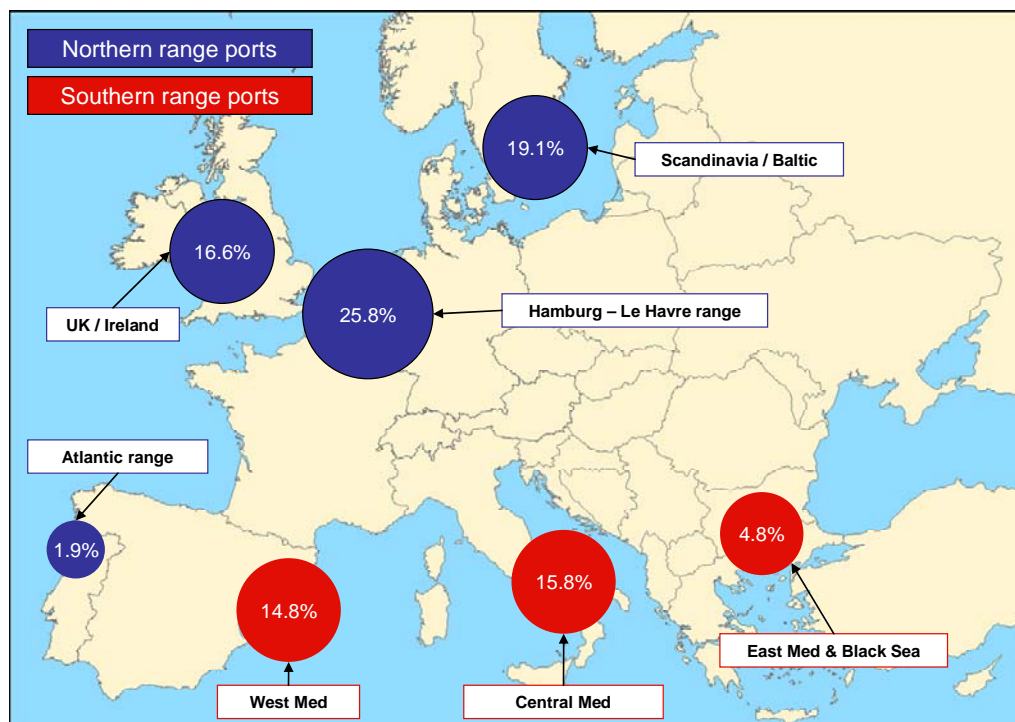 Northern range ports
Southern range ports
19.1%
Scandinavia / Baltic
16.6%
UK / Ireland
25.8%
Hamburg – Le Havre range
Atlantic range
1.9%
14.8%
West Med
15.8%
Central Med
4.8%
East Med & Black Sea